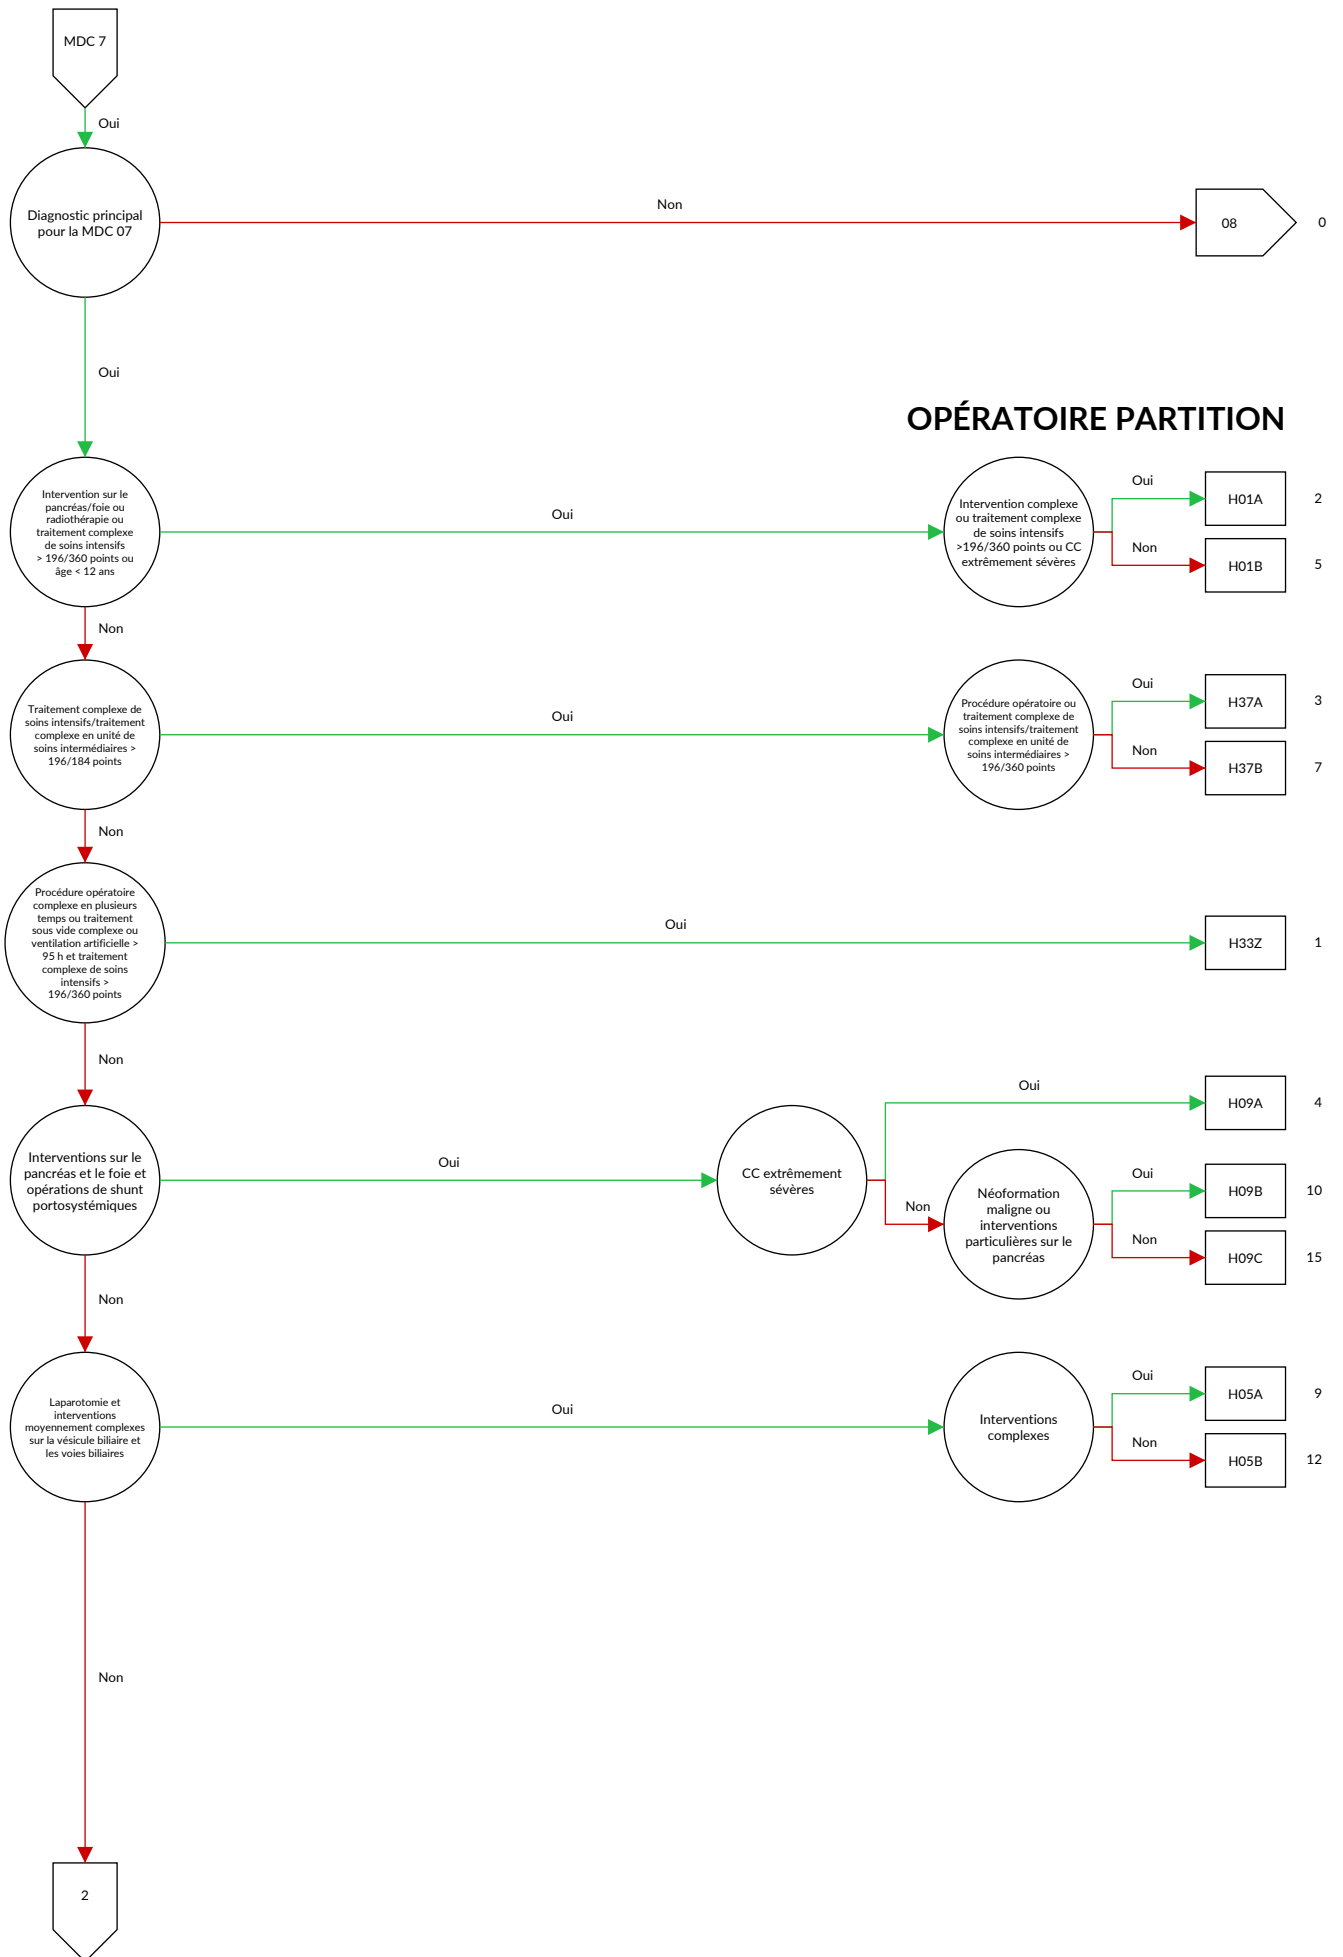 MDC 7
Oui
Diagnostic principal
pour la MDC 07
Non
08
0
Oui
OPÉRATOIRE PARTITION
Intervention sur le
pancréas/foie ou
radiothérapie ou
traitement complexe
de soins intensifs
> 196/360 points ou
âge < 12 ans
Oui
Intervention complexe
ou traitement complexe
de soins intensifs
>196/360 points ou CC
extrêmement sévères
Oui
H01A
2
Non
H01B
5
Non
Traitement complexe de
soins intensifs/traitement
complexe en unité de
soins intermédiaires >
196/184 points
Oui
Procédure opératoire ou
traitement complexe de
soins intensifs/traitement
complexe en unité de
soins intermédiaires >
196/360 points
Oui
H37A
3
Non
H37B
7
Non
Procédure opératoire
complexe en plusieurs
temps ou traitement
sous vide complexe ou
ventilation artificielle >
95 h et traitement
complexe de soins
intensifs >
196/360 points
Oui
H33Z
1
Non
Interventions sur le
pancréas et le foie et
opérations de shunt
portosystémiques
Oui
CC extrêmement
sévères
Oui
H09A
4
Non
Néoformation
maligne ou
interventions
particulières sur le
pancréas
Oui
H09B
10
Non
H09C
15
Non
Laparotomie et
interventions
moyennement complexes
sur la vésicule biliaire et
les voies biliaires
Oui
Interventions
complexes
Oui
H05A
9
Non
H05B
12
Non
2